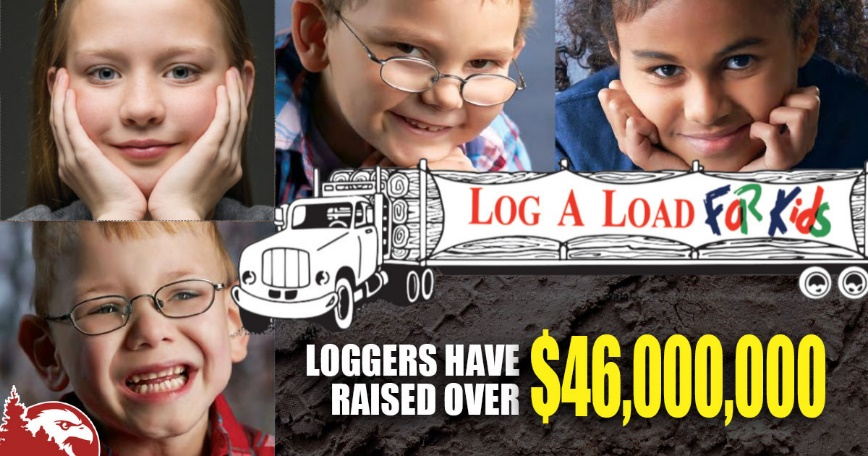 LOG A LOAD FOR KIDS
LOGGERS HAVE
RAISED OVER
$46,000,000